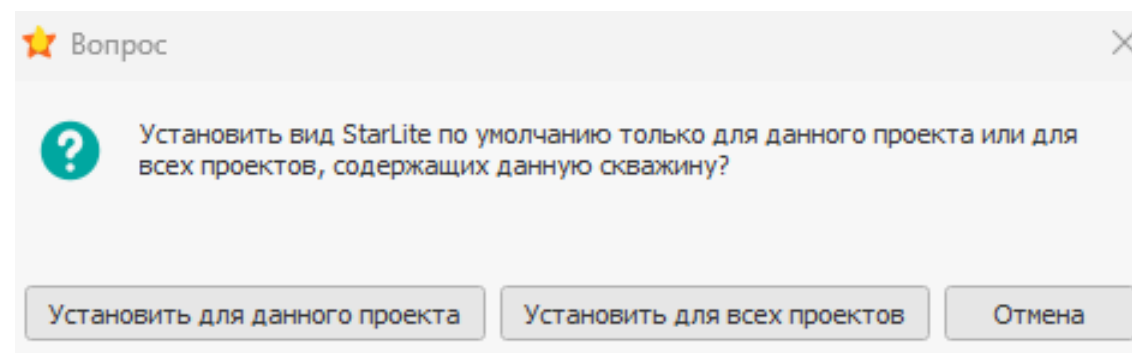 Вопрос
Установить вид StarLite по умолчанию только для данного проекта или для
всех проектов, содержащих данную скважину?
Установить для данного проекта
Установить для всех проектов
Отмена